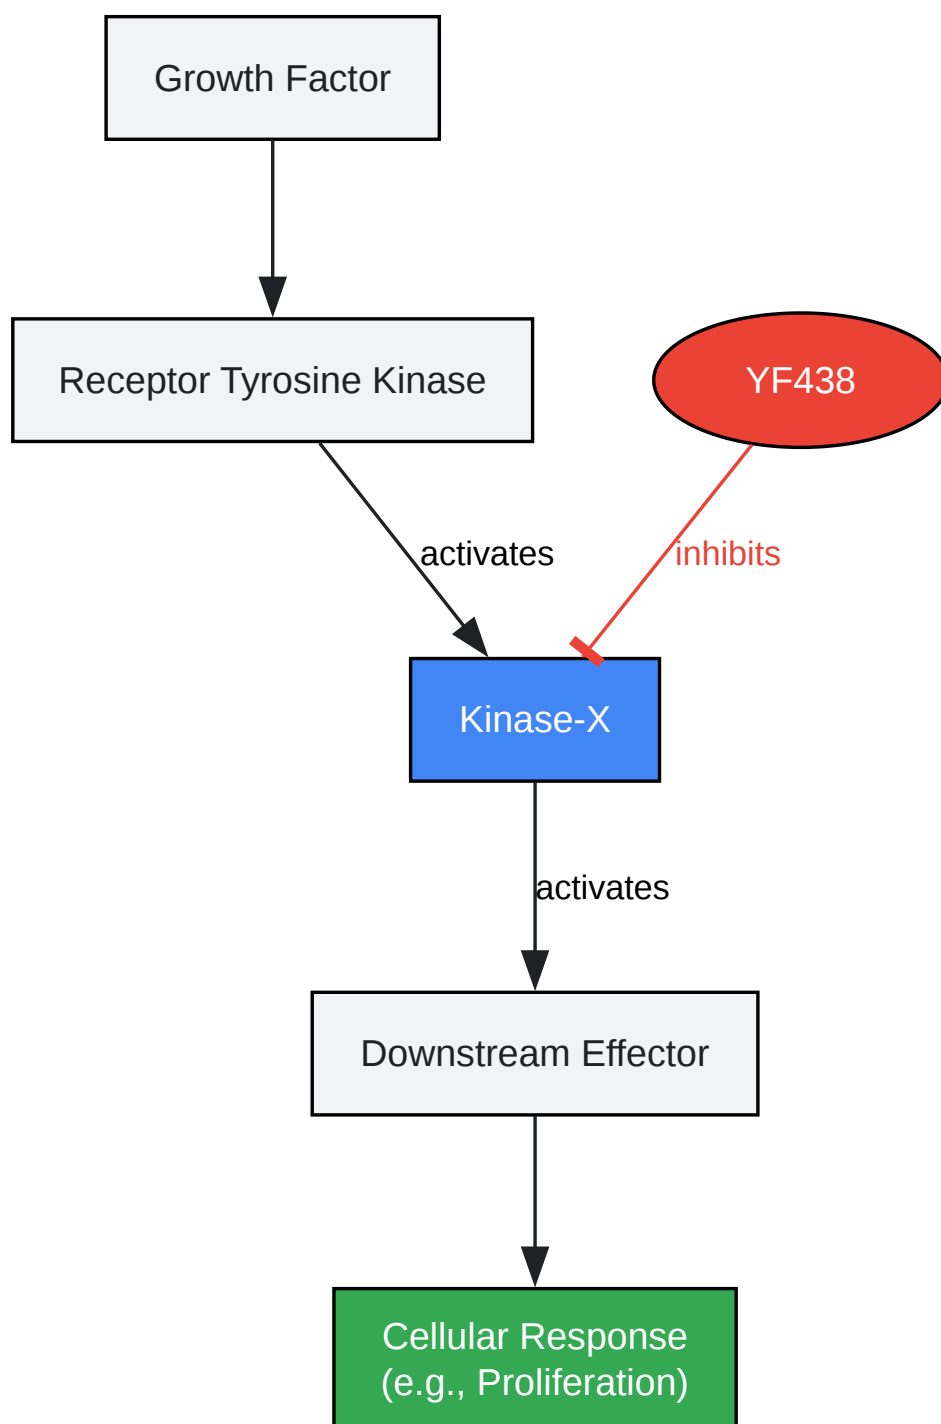 Growth Factor
Receptor Tyrosine Kinase
YF438
activates
inhibits
Kinase-X
activates
Downstream Effector
Cellular Response
(e.g., Proliferation)